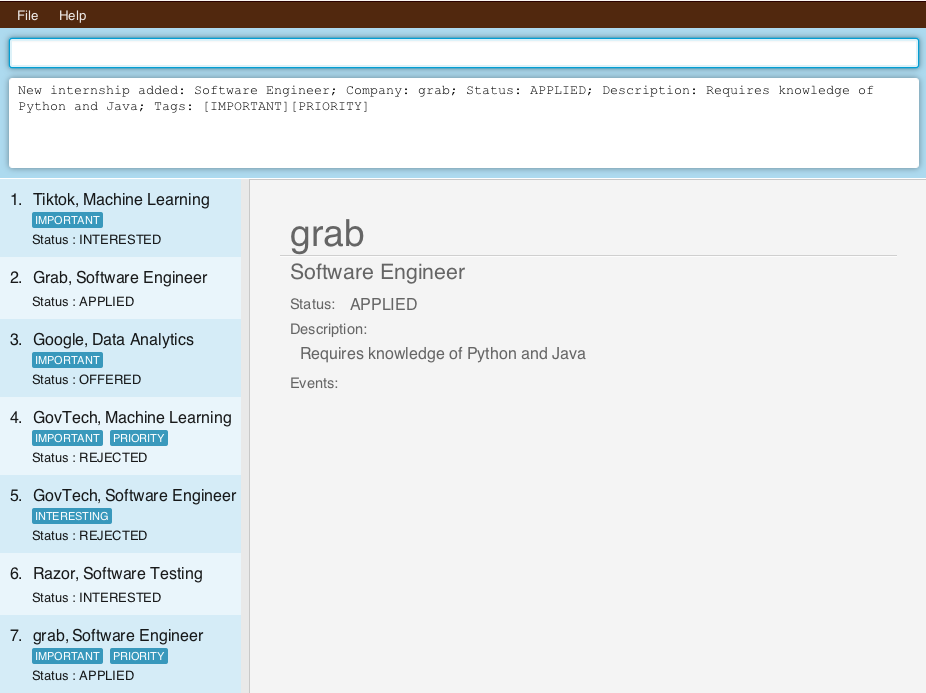 File Help
New internship added: Software Engineer; Company: grab; Status: APPLIED; Description: Requires knowledge of
Python and Java; Tags: [IMPORTANT][PRIORITY]
1. Tiktok, Machine Learning
IMPORTANT
Status : INTERESTED
2. Grab, Software Engineer
Status : APPLIED
3. Google, Data Analytics
IMPORTANT
Status : OFFERED
4. GovTech, Machine Learning
IMPORTANT PRIORITY
Status : REJECTED
5. GovTech, Software Engineer
INTERESTING
Status : REJECTED
6. Razor, Software Testing
Status : INTERESTED
7. grab, Software Engineer
IMPORTANT PRIORITY
Status : APPLIED
grab
Software Engineer
Status: APPLIED
Description:
Requires knowledge of Python and Java
Events: